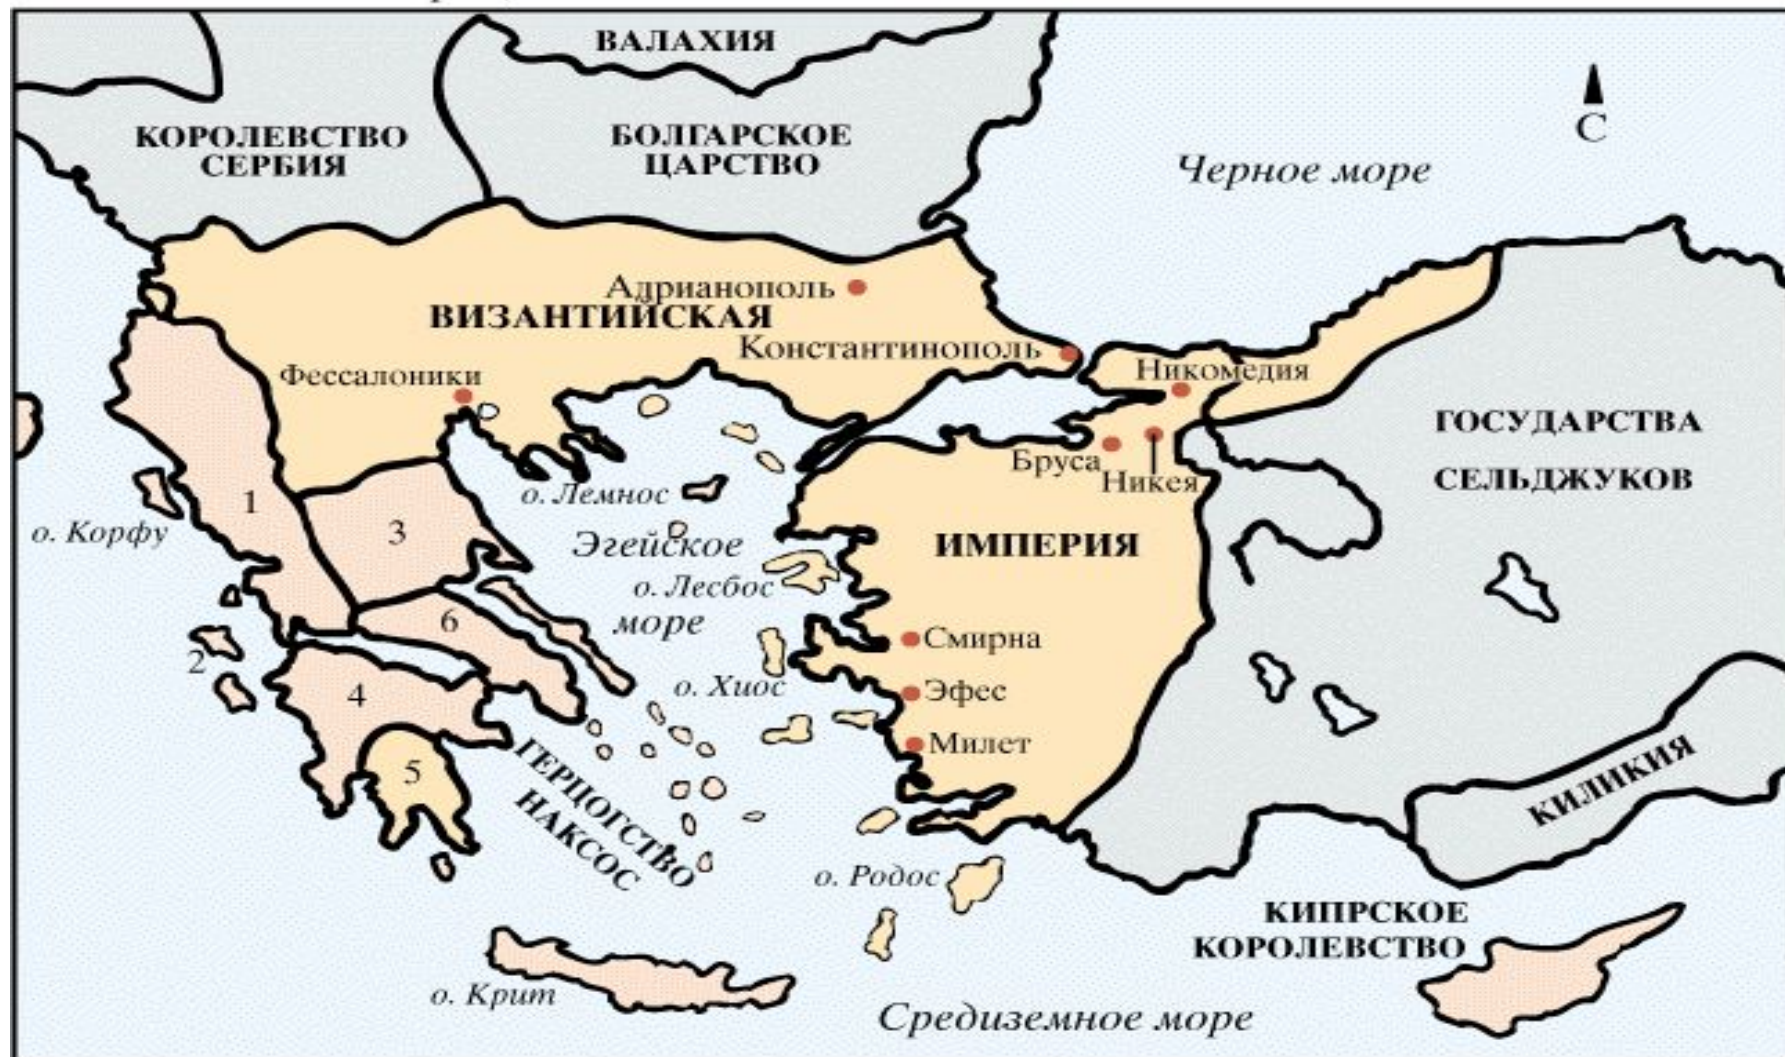 ВАЛАХИЯ
КОРОЛЕВСТВО
СЕРБИЯ
БОЛГАРСКОЕ
ЦАРСТВО
С
Черное море
Адрианополь
ВИЗАНТИЙСКАЯ
Константинополь
Фессалоники
Никомедия
ГОСУДАРСТВА
СЕЛЬДЖУКОВ
Бруса
Никея
о. Лемнос
1
о. Корфу
3
Эгейское
море
ИМПЕРИЯ
о. Лесбос
6
Смирна
2
4
о. Хиос
Эфес
Милет
5
ГЕРЦОГСТВО
НАКСОС
КИЛИКИЯ
о. Родос
КИПРСКОЕ
КОРОЛЕВСТВО
о. Крит
Средиземное море